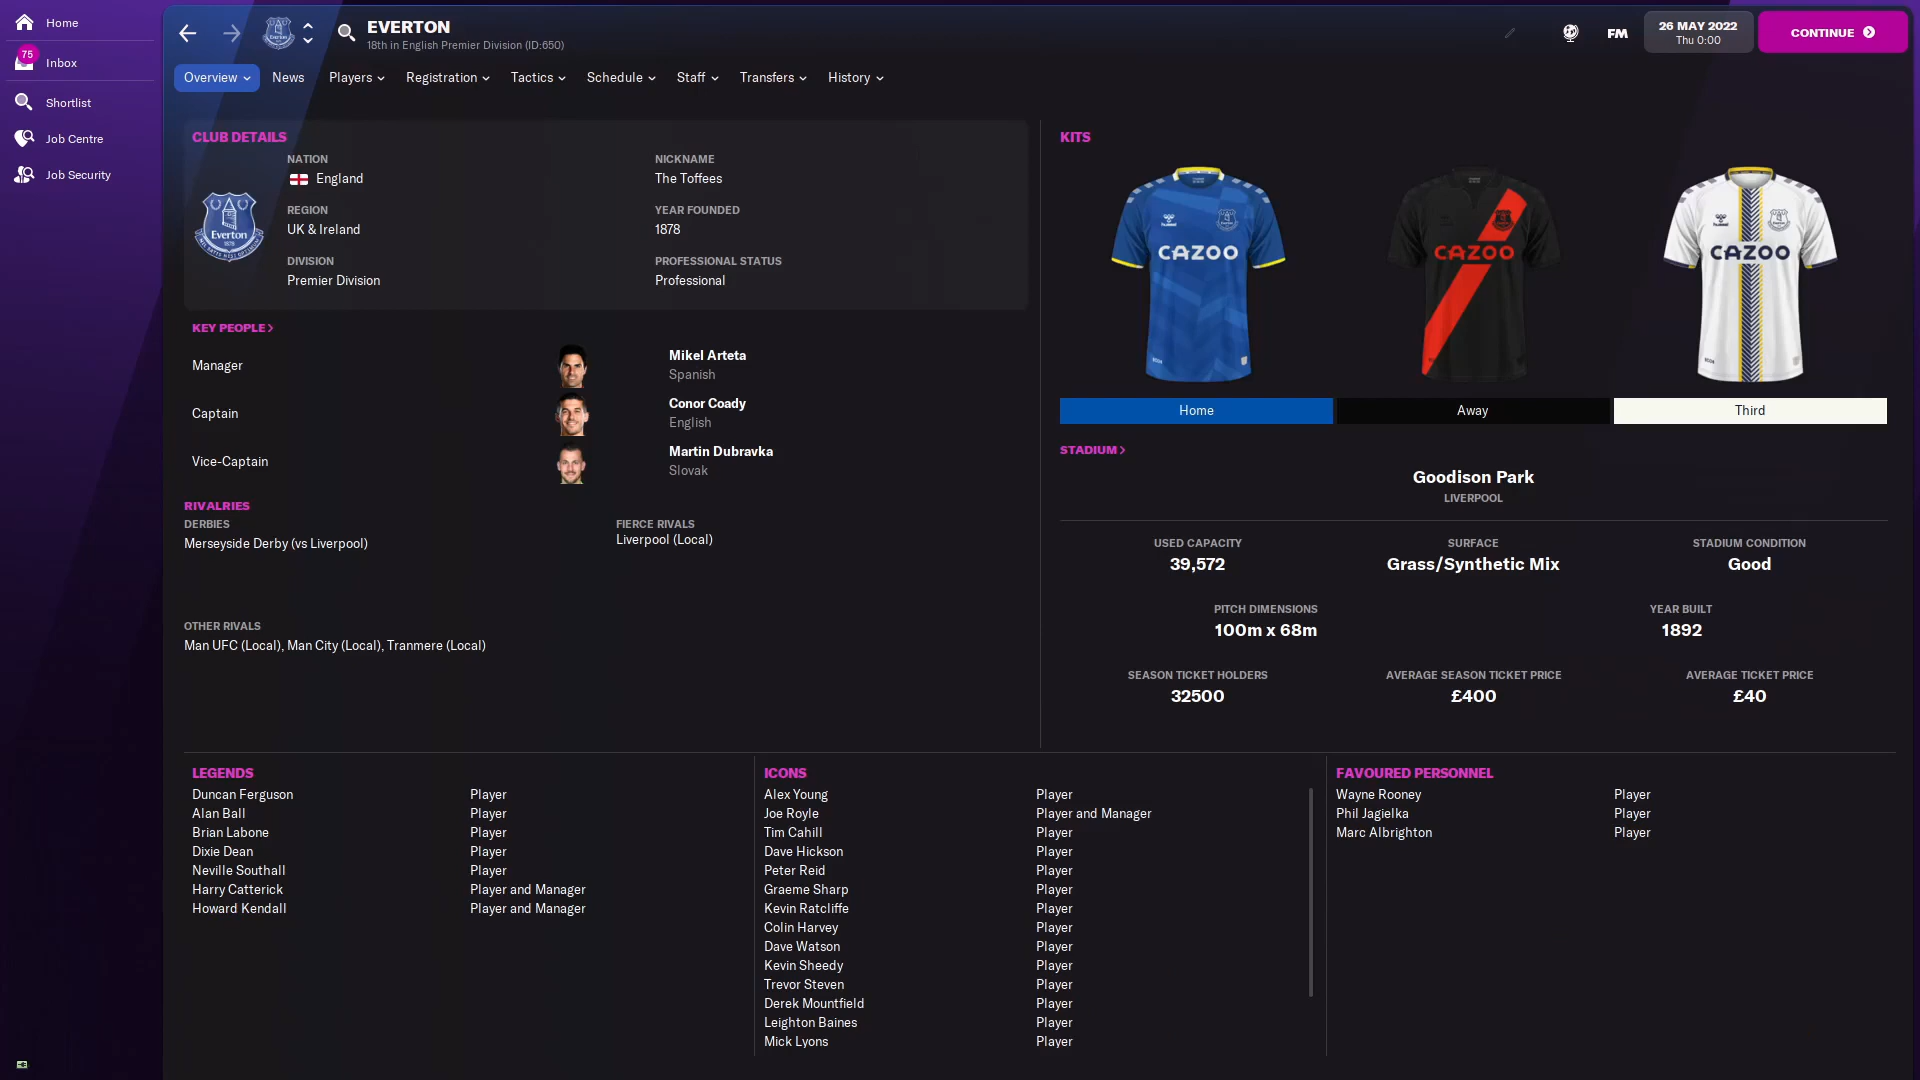 Home
75
Inbox
Shortlist
Job Centre
Job Security
EVERTON
18th in English Premier Division (ID:650)
FM
26 MAY 2022
Thu 0:00
CONTINUE
Overview
News
Players
Registration
Tactics
Schedule
Staff
Transfers
History
CLUB DETAILS
Everton
1878
NATION
England
NICKNAME
The Toffees
REGION
UK & Ireland
YEAR FOUNDED
1878
DIVISION
Premier Division
PROFESSIONAL STATUS
Professional
KEY PEOPLE
Manager
Mikel Arteta
Spanish
Captain
Conor Coady
English
Vice-Captain
Martin Dubravka
Slovak
RIVALRIES
DERBIES
Merseyside Derby (vs Liverpool)
FIERCE RIVALS
Liverpool (Local)
OTHER RIVALS
Man UFC (Local), Man City (Local), Tranmere (Local)
KITS
CAZOO
CAZOO
CAZOO
Home
Away
Third
STADIUM
Goodison Park
LIVERPOOL
USED CAPACITY
39,572
SURFACE
Grass/Synthetic Mix
STADIUM CONDITION
Good
PITCH DIMENSIONS
100m x 68m
YEAR BUILT
1892
SEASON TICKET HOLDERS
32500
AVERAGE SEASON TICKET PRICE
£400
AVERAGE TICKET PRICE
£40
LEGENDS
Duncan Ferguson Player
Alan Ball Player
Brian Labone Player
Dixie Dean Player
Neville Southall Player
Harry Catterick Player and Manager
Howard Kendall Player and Manager
ICONS
Alex Young Player
Joe Royle Player and Manager
Tim Cahill Player
Dave Hickson Player
Peter Reid Player
Graeme Sharp Player
Kevin Ratcliffe Player
Colin Harvey Player
Dave Watson Player
Kevin Sheedy Player
Trevor Steven Player
Derek Mountfield Player
Leighton Baines Player
Mick Lyons Player
FAVOURED PERSONNEL
Wayne Rooney Player
Phil Jagielka Player
Marc Albrighton Player